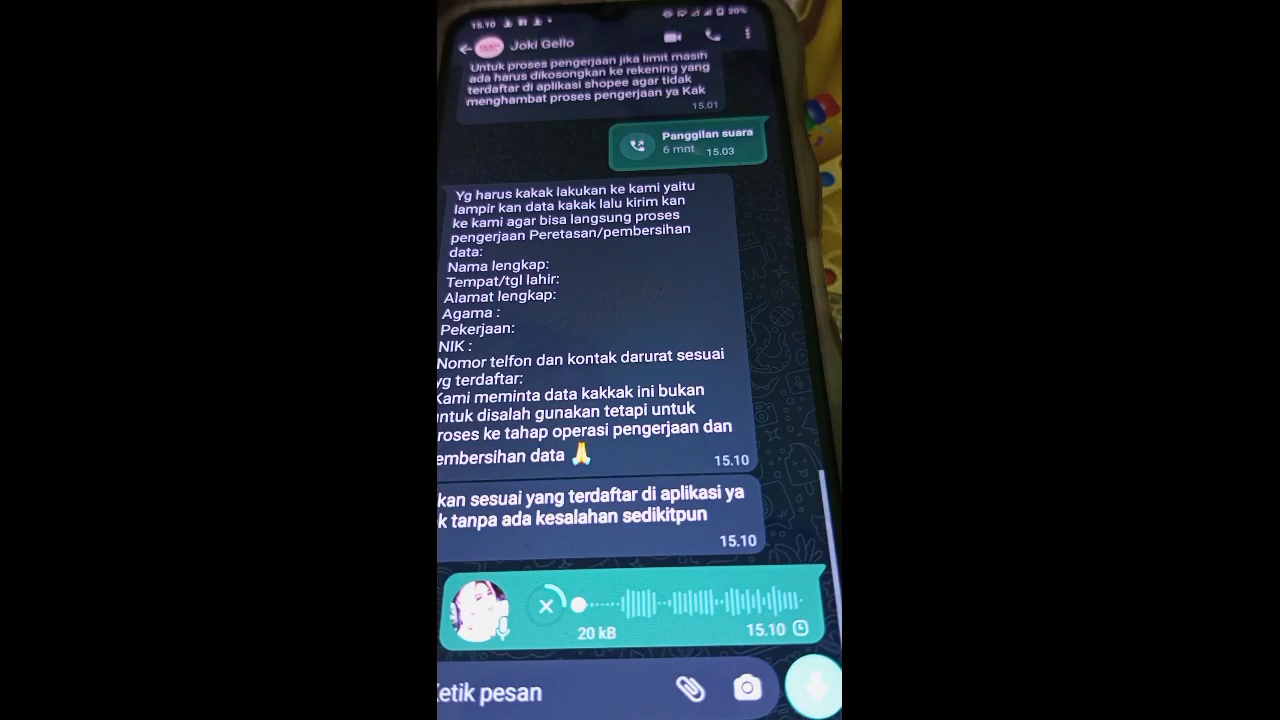 15.10
20%
Joki Gello
Untuk proses pengerjaan jika limit masih
ada harus dikosongkan ke rekening yang
terdaftar di aplikasi shopee agar tidak
menghambat proses pengerjaan ya Kak
15.01
Panggilan suara
6 mnt 15.03
Yg harus kakak lakukan ke kami yaitu
lampir kan data kakak lalu kirim kan
ke kami agar bisa langsung proses
pengerjaan Peretasan/pembersihan
data:
Nama lengkap:
Tempat/tgl lahir:
Alamat lengkap:
Agama :
Pekerjaan:
NIK :
Nomor telfon dan kontak darurat sesuai
yg terdaftar:
Kami meminta data kakkak ini bukan
ntuk disalah gunakan tetapi untuk
roses ke tahap operasi pengerjaan dan
embersihan data 🙏
15.10
kan sesuai yang terdaftar di aplikasi ya
k tanpa ada kesalahan sedikitpun
15.10
20 kB 15.10
Ketik pesan